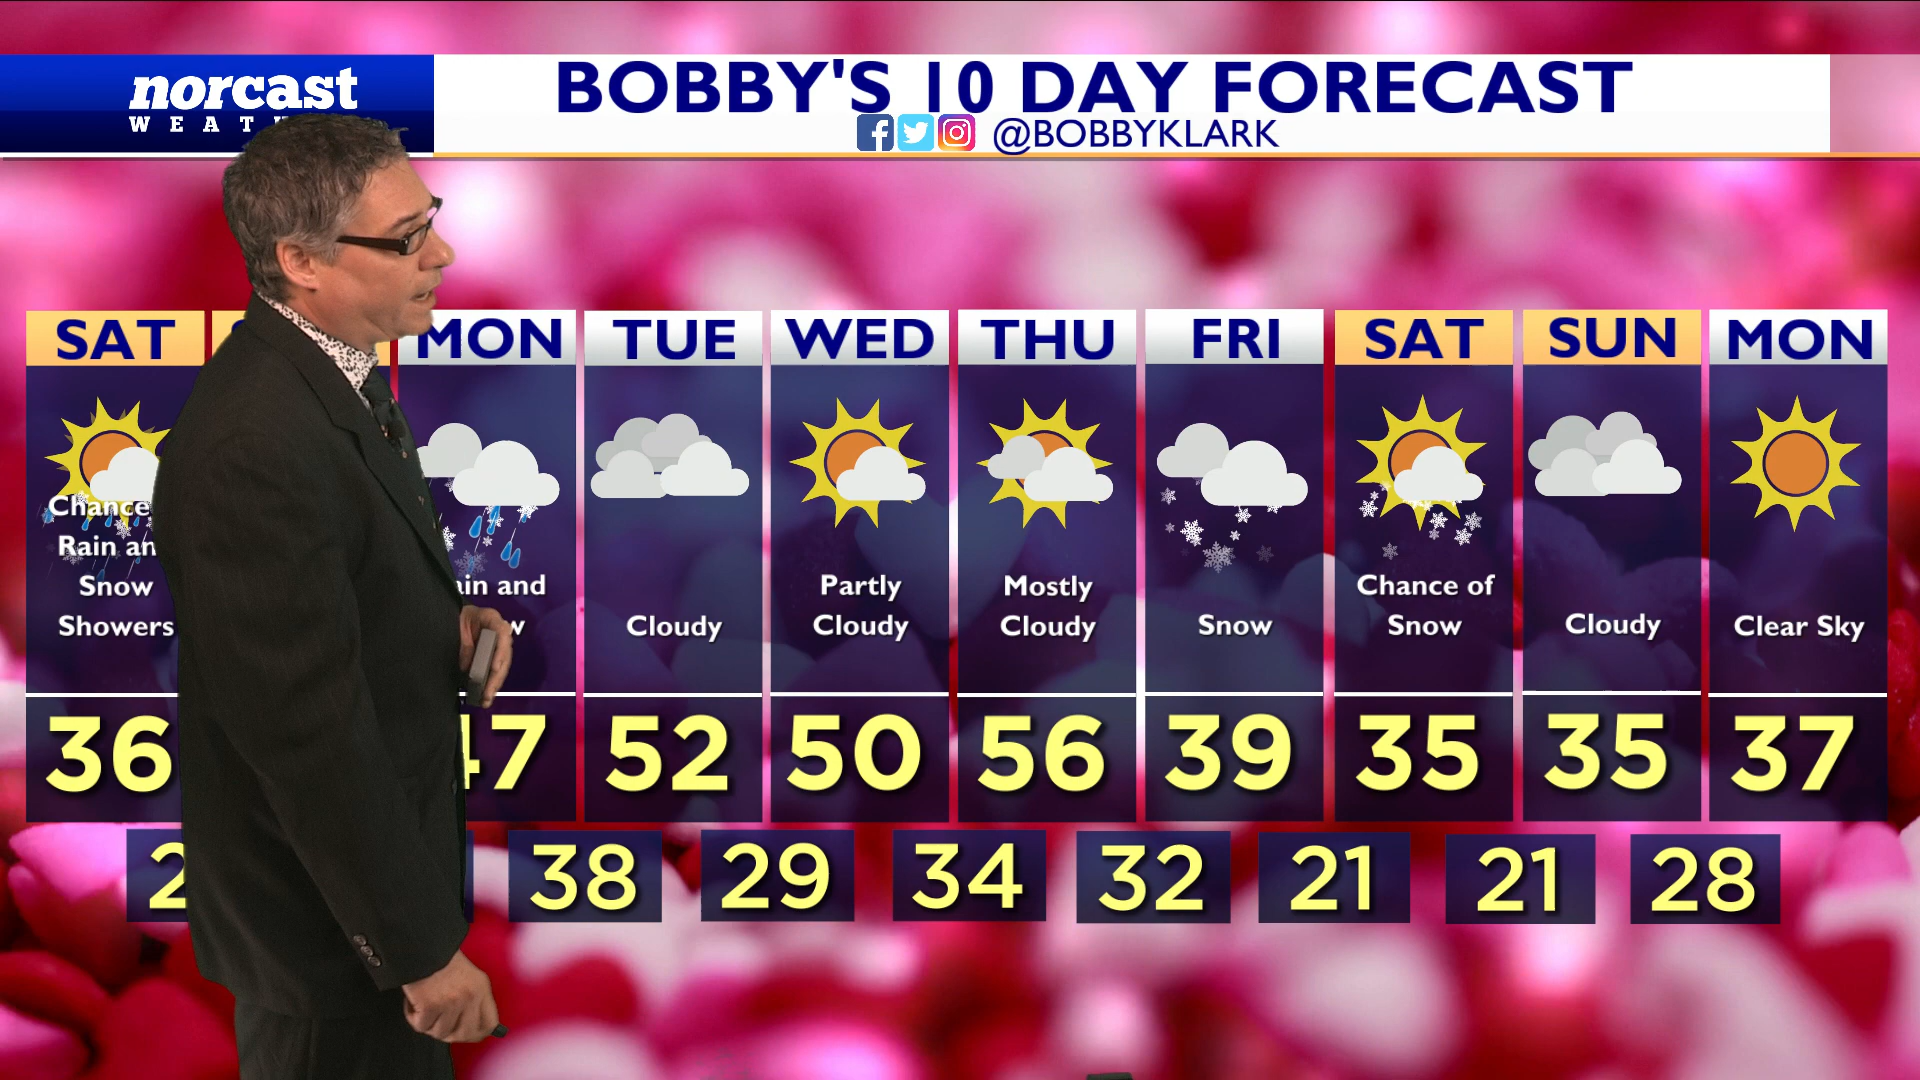 norcast
BOBBY'S 10 DAY FORECAST
@BOBBYKLARK
SAT MON TUE WED THU FRI SAT SUN MON
Chance
Rain
Snow
Showers
and
Cloudy
Partly
Cloudy
Mostly
Cloudy
Snow
Chance of
Snow
Cloudy
Clear Sky
36 47 52 50 56 39 35 35 37
38 29 34 32 21 21 28